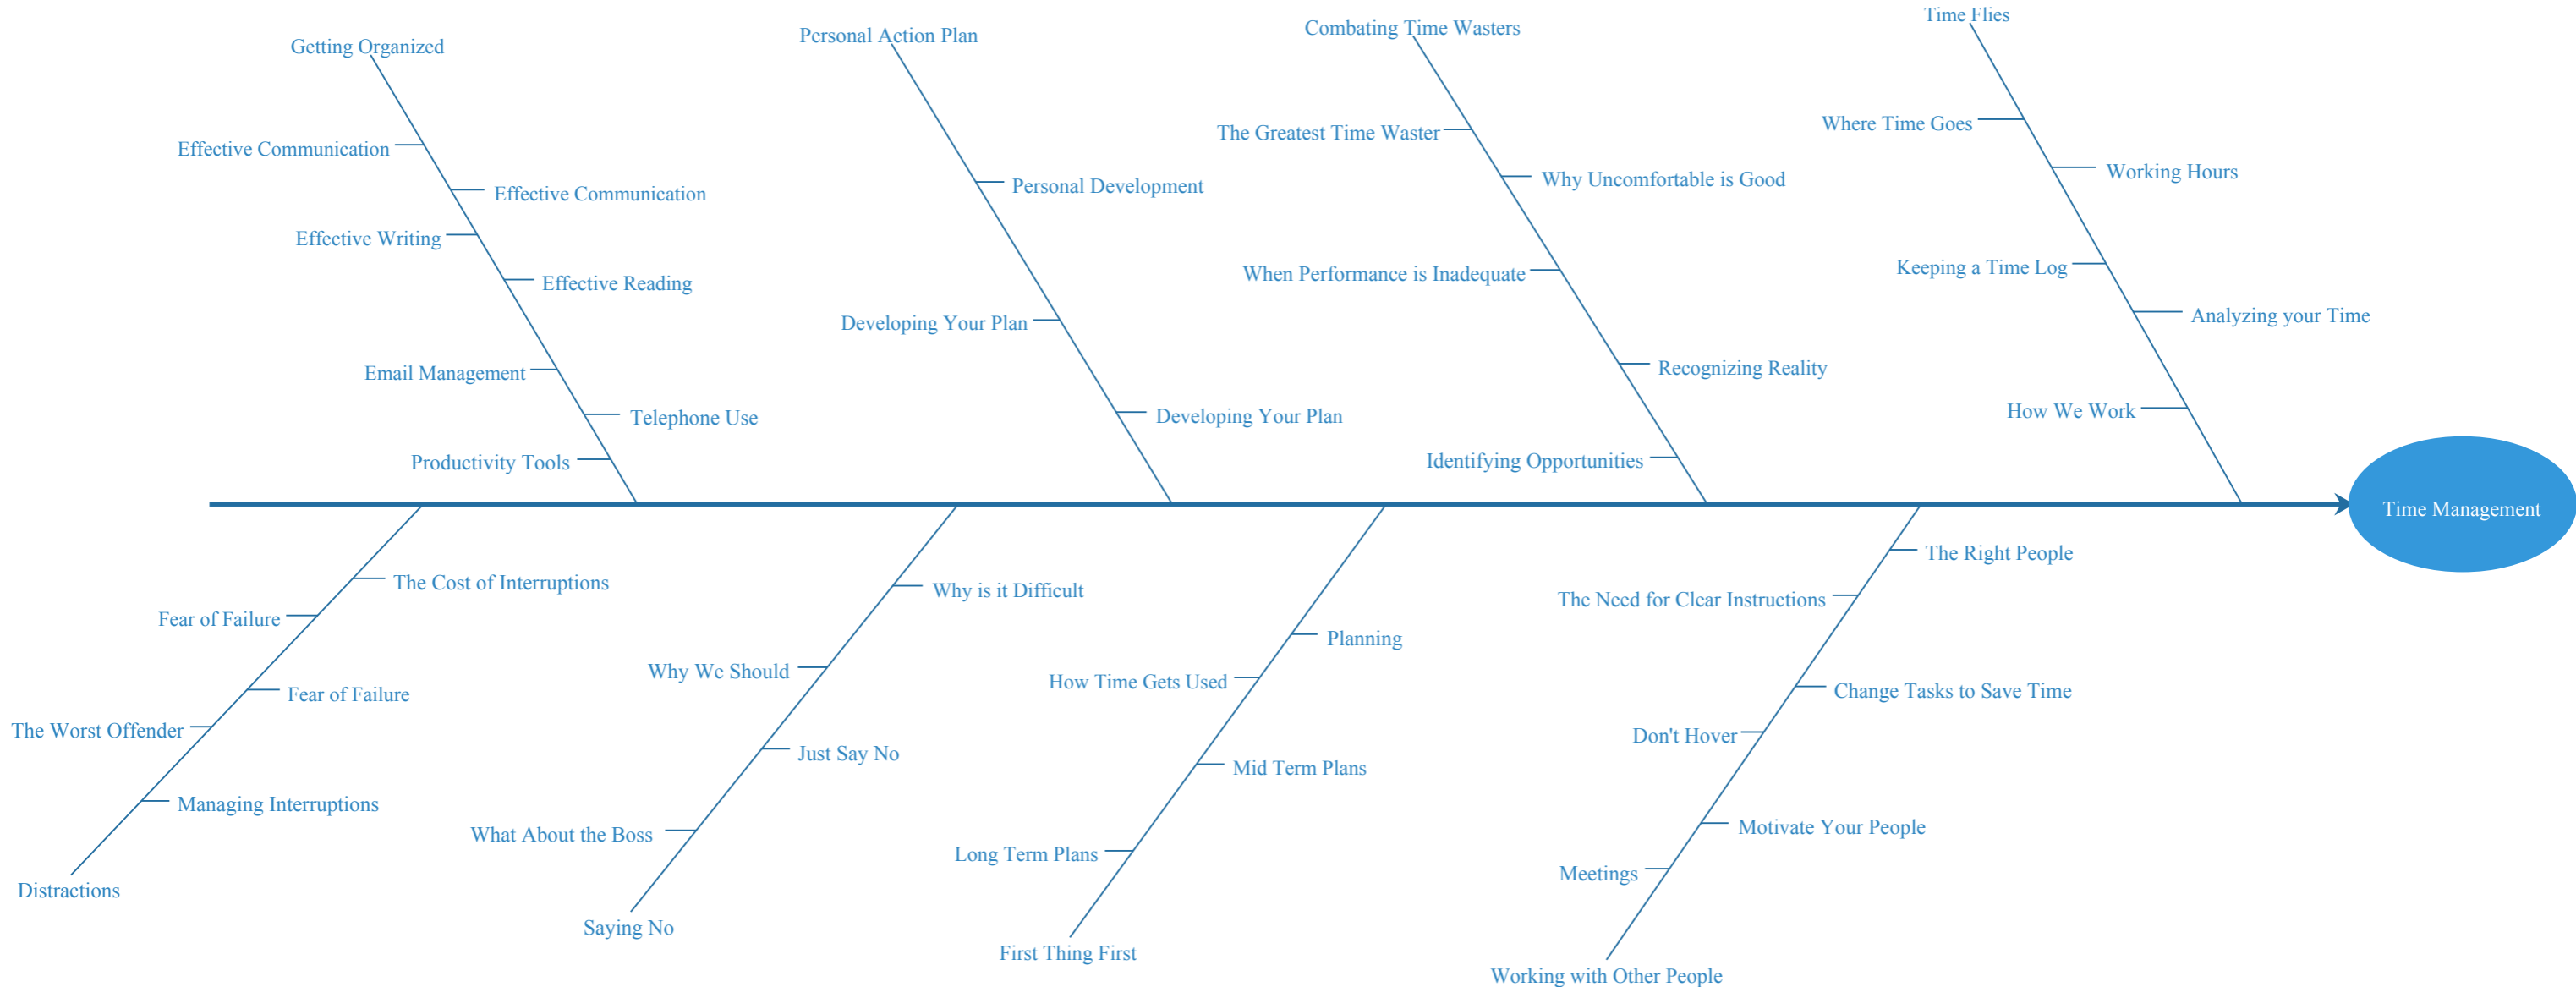 Getting Organized
Effective Communication
Effective Communication
Effective Writing
Effective Reading
Email Management
Telephone Use
Productivity Tools
Personal Action Plan
Personal Development
Developing Your Plan
Developing Your Plan
Combating Time Wasters
The Greatest Time Waster
Why Uncomfortable is Good
When Performance is Inadequate
Recognizing Reality
Identifying Opportunities
Time Flies
Where Time Goes
Working Hours
Keeping a Time Log
Analyzing your Time
How We Work
Time Management
The Cost of Interruptions
Fear of Failure
Fear of Failure
The Worst Offender
Managing Interruptions
Distractions
Why is it Difficult
Why We Should
Just Say No
What About the Boss
Saying No
Planning
How Time Gets Used
Mid Term Plans
Long Term Plans
First Thing First
The Right People
The Need for Clear Instructions
Change Tasks to Save Time
Don't Hover
Motivate Your People
Meetings
Working with Other People